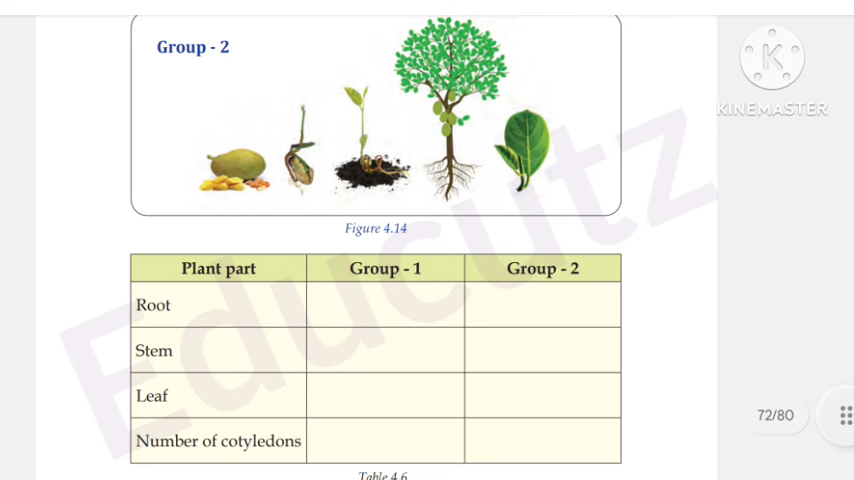 Group - 2
KINEMASTER
Figure 4.14
Plant part Group - 1 Group - 2
Root
Stem
Leaf
Number of cotyledons
Table 4.6
72/80
Educutz